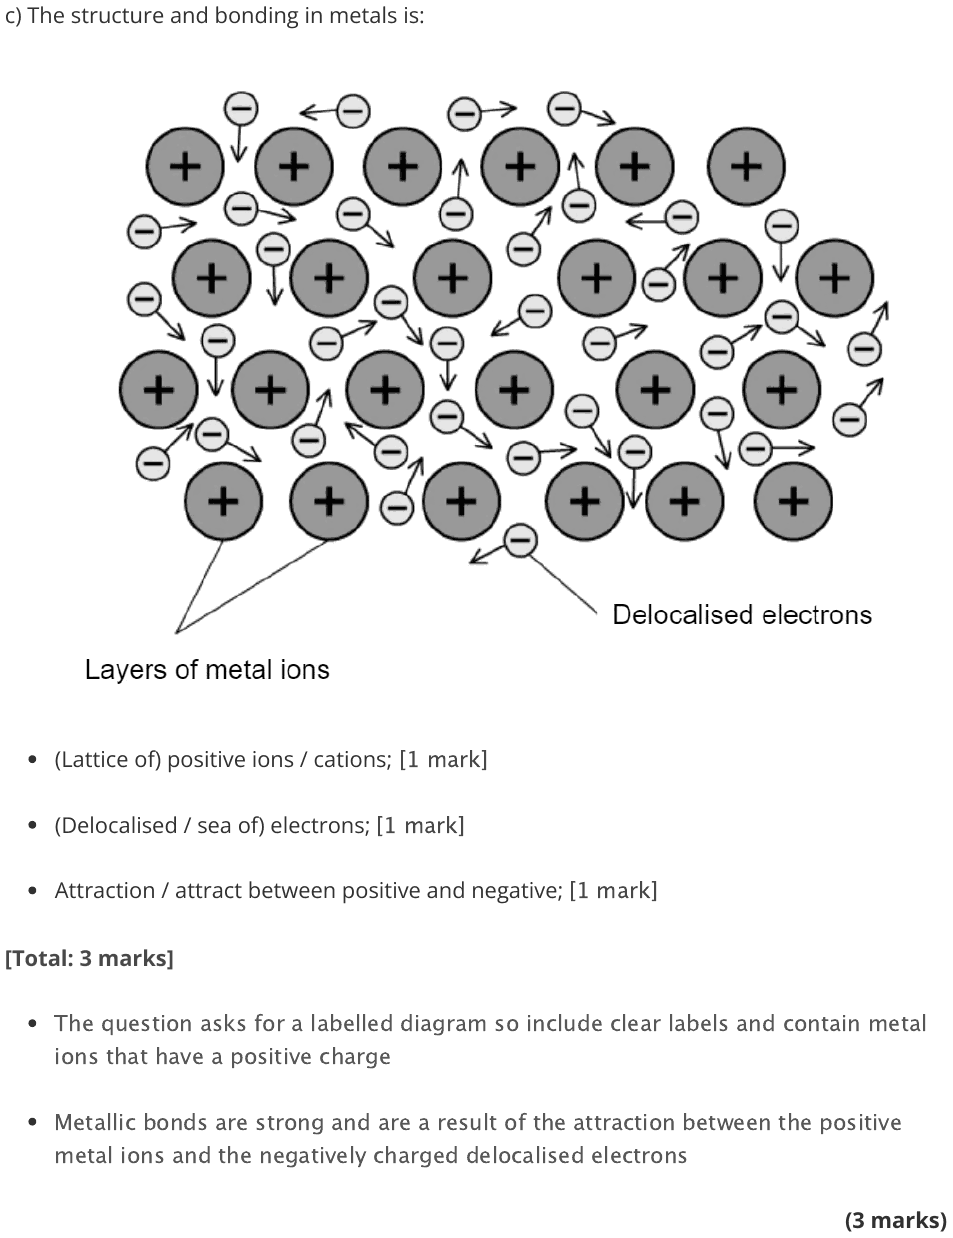 c) The structure and bonding in metals is:
Delocalised electrons
Layers of metal ions
• (Lattice of) positive ions / cations; [1 mark]
• (Delocalised / sea of) electrons; [1 mark]
• Attraction / attract between positive and negative; [1 mark]
[Total: 3 marks]
• The question asks for a labelled diagram so include clear labels and contain metal
ions that have a positive charge
• Metallic bonds are strong and are a result of the attraction between the positive
metal ions and the negatively charged delocalised electrons
(3 marks)